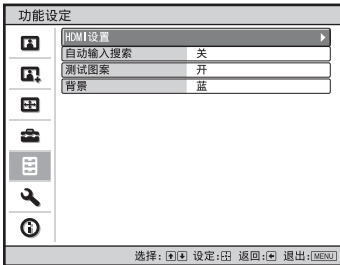 功能设定
HDMI设置
自动输入搜索 关
测试图案 开
背景 蓝
选择: 设定: 返回: 退出:MENU